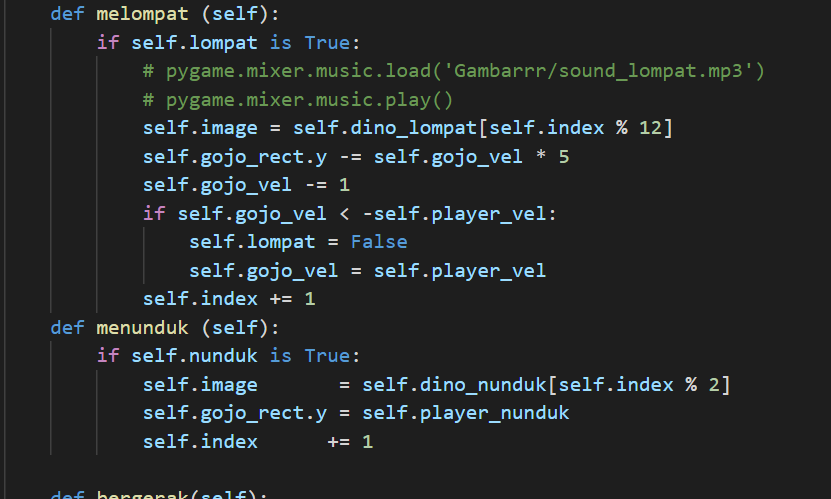 def melompat (self):
    if self.lompat is True:
        # pygame.mixer.music.load('Gambarrr/sound_lompat.mp3')
        # pygame.mixer.music.play()
        self.image = self.dino_lompat[self.index % 12]
        self.gojo_rect.y -= self.gojo_vel * 5
        self.gojo_vel -= 1
        if self.gojo_vel < -self.player_vel:
            self.lompat = False
            self.gojo_vel = self.player_vel
        self.index += 1
def menunduk (self):
    if self.nunduk is True:
        self.image       = self.dino_nunduk[self.index % 2]
        self.gojo_rect.y = self.player_nunduk
        self.index      += 1
def bergerak(self):